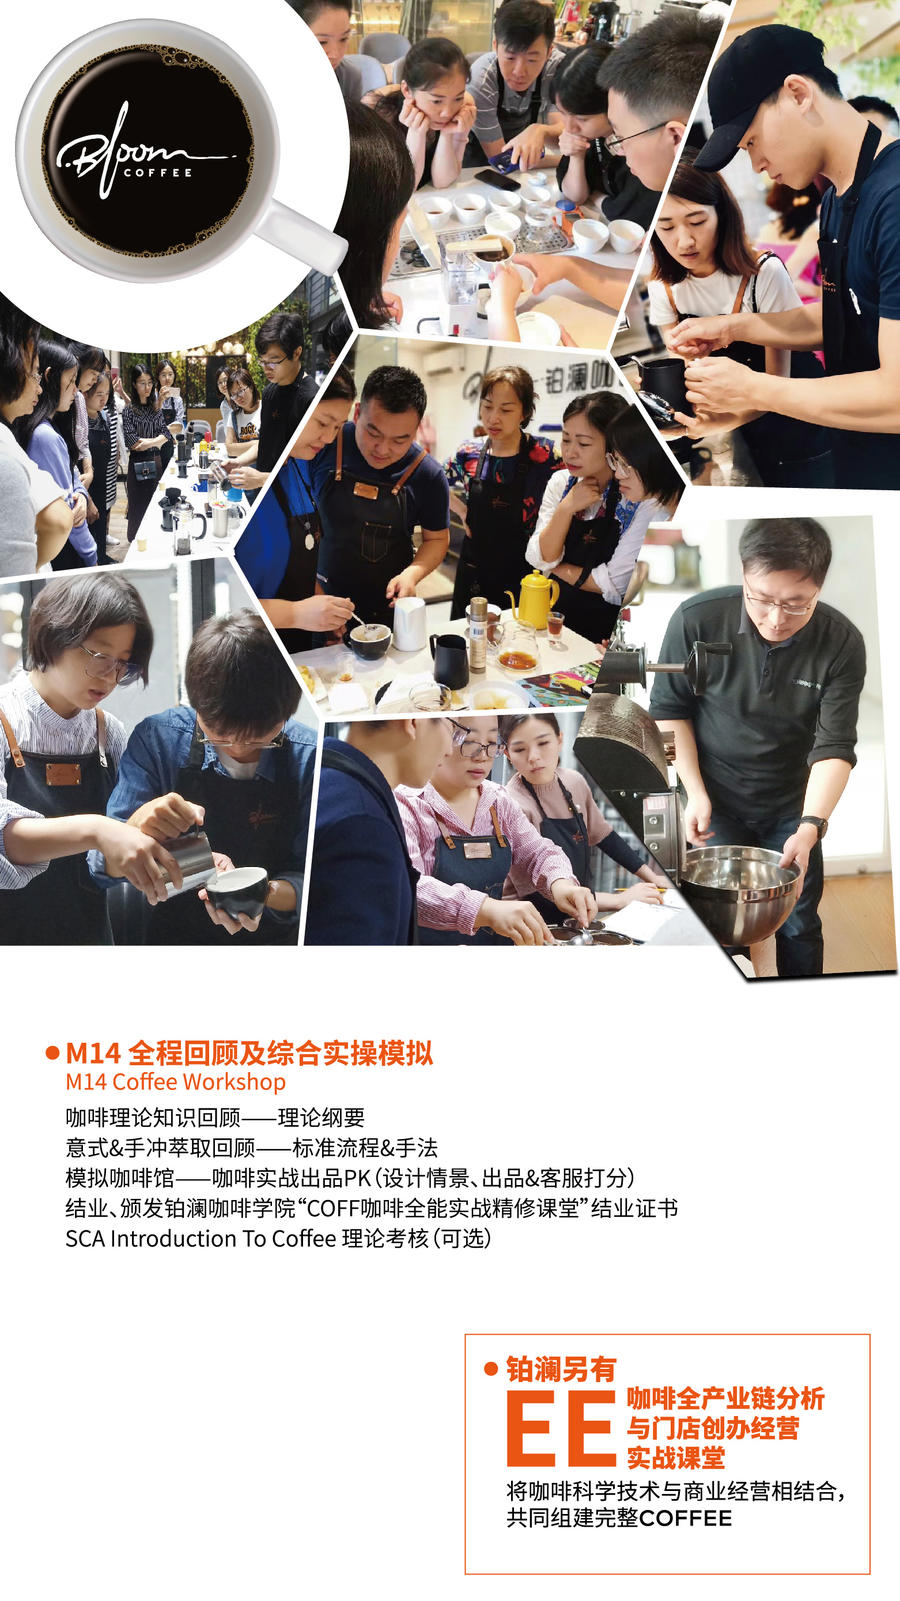 Bloom
COFFEE
铂澜咖
M14 全程回顾及综合实操模拟
M14 Coffee Workshop
咖啡理论知识回顾——理论纲要
意式&手冲萃取回顾——标准流程&手法
模拟咖啡馆——咖啡实战出品PK（设计情景、出品&客服打分）
结业、颁发铂澜咖啡学院“COFF咖啡全能实战精修课堂”结业证书
SCA Introduction To Coffee 理论考核（可选）
铂澜另有
EE
咖啡全产业链分析
与门店创办经营
实战课堂
将咖啡科学技术与商业经营相结合，
共同组建完整COFFEE